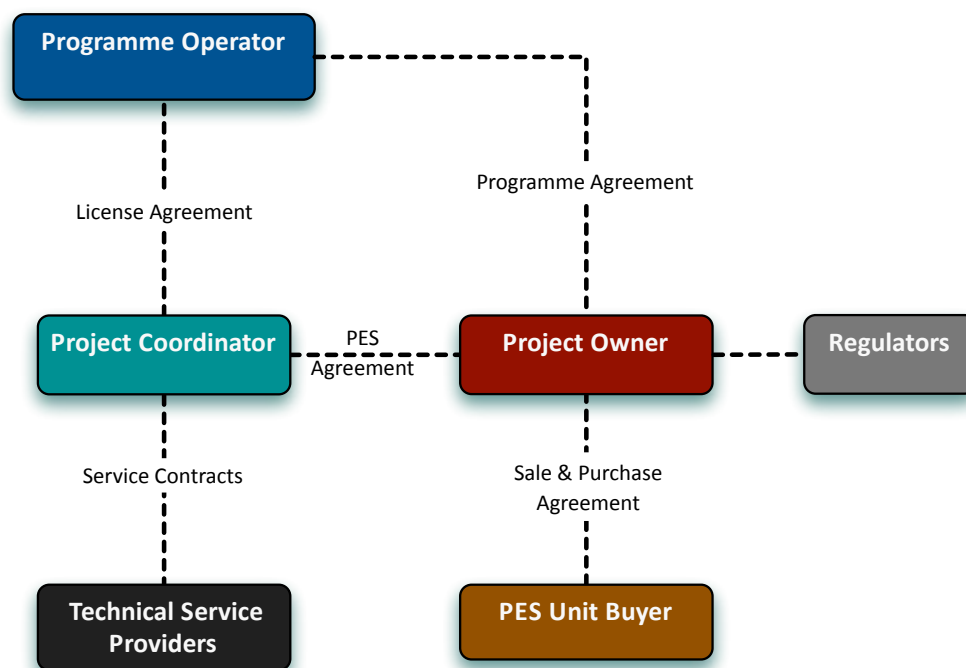 Programme Operator
Programme Agreement
License Agreement
Project Coordinator
PES
Agreement
Project Owner
Regulators
Service Contracts
Sale & Purchase
Agreement
Technical Service
Providers
PES Unit Buyer